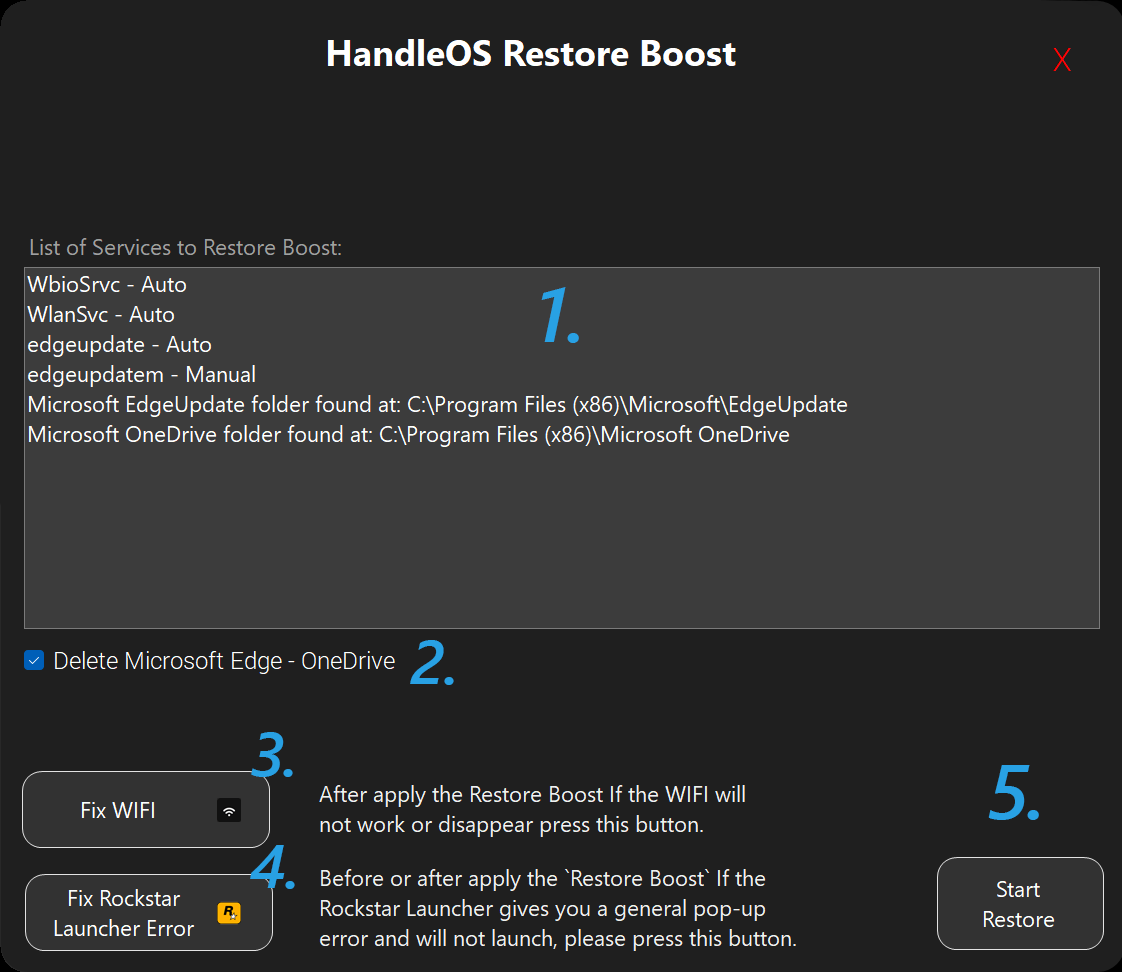 HandleOS Restore Boost
X
List of Services to Restore Boost:
WbioSrvc - Auto
WlanSvc - Auto
edgeupdate - Auto
edgeupdatem - Manual
Microsoft EdgeUpdate folder found at: C:\Program Files (x86)\Microsoft\EdgeUpdate
Microsoft OneDrive folder found at: C:\Program Files (x86)\Microsoft OneDrive
1.
Delete Microsoft Edge - OneDrive
2.
3.
Fix WIFI
After apply the Restore Boost If the WIFI will
not work or disappear press this button.
4.
Fix Rockstar
Launcher Error
R
Before or after apply the `Restore Boost` If the
Rockstar Launcher gives you a general pop-up
error and will not launch, please press this button.
5.
Start
Restore